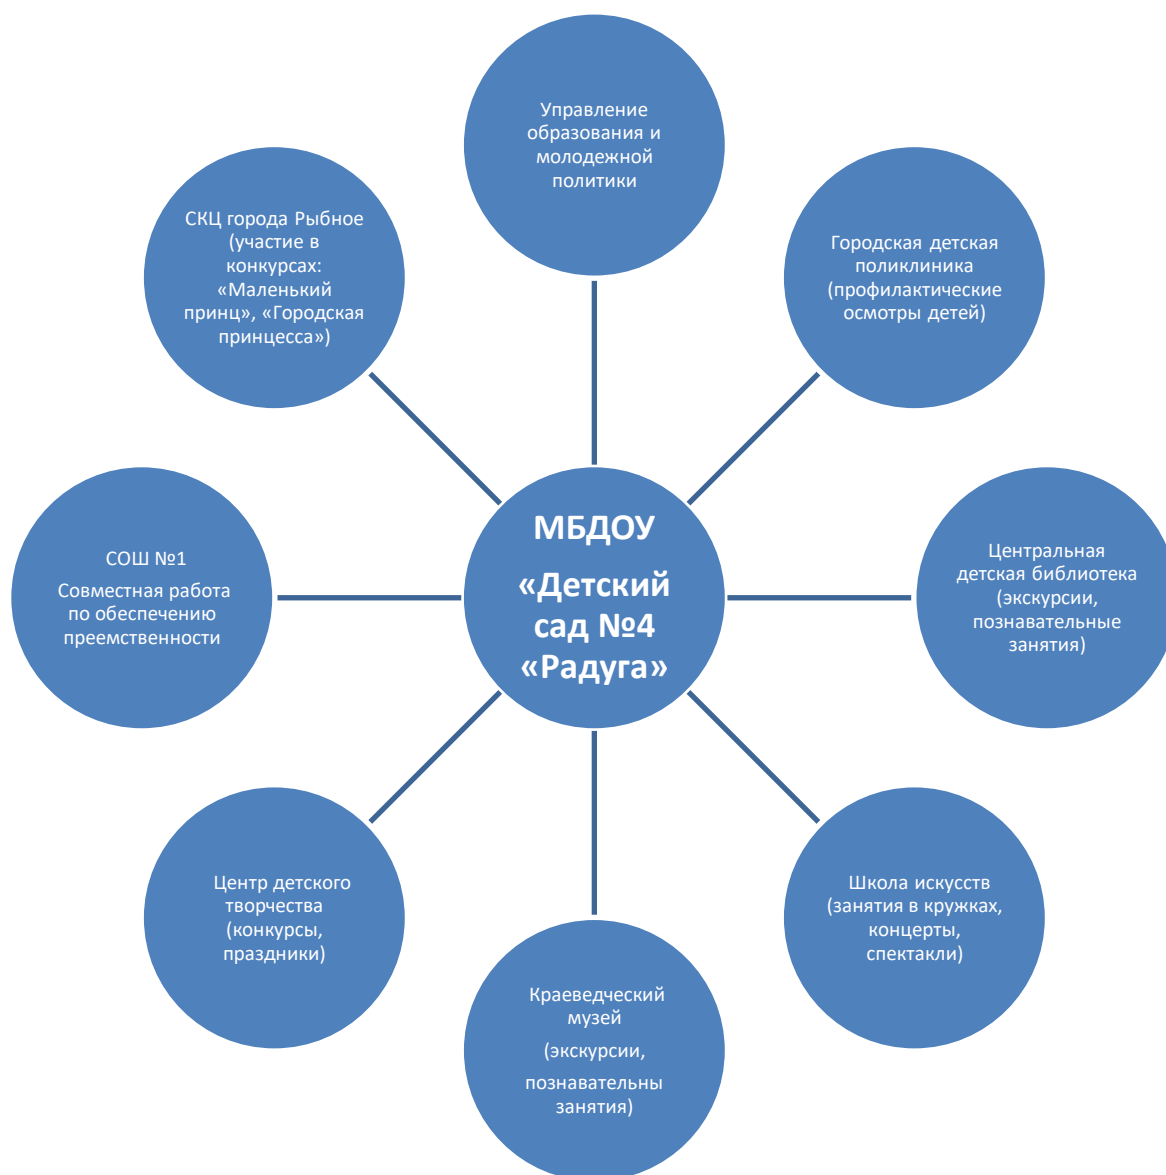 Управление
образования и
молодежной
политики
СКЦ города Рыбное
(участие в
конкурсах:
«Маленький
принц», «Городская
принцесса»)
Городская детская
поликлиника
(профилактические
осмотры детей)
МБДОУ
«Детский
сад №4
«Радуга»
СОШ №1
Совместная работа
по обеспечению
преемственности
Центральная
детская библиотека
(экскурсии,
познавательные
занятия)
Центр детского
творчества
(конкурсы,
праздники)
Школа искусств
(занятия в кружках,
концерты,
спектакли)
Краеведческий
музей
(экскурсии,
познавательны
занятия)